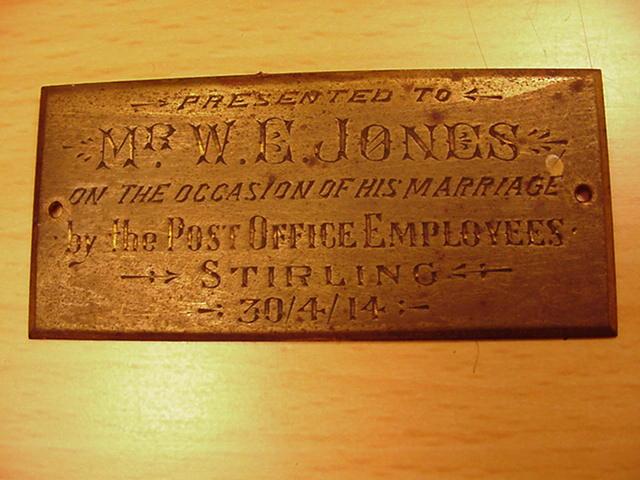 PRESENTED TO
MR W. E. JONES
ON THE OCCASION OF HIS MARRIAGE
by the POST OFFICE EMPLOYEES
STIRLING
30/4/14